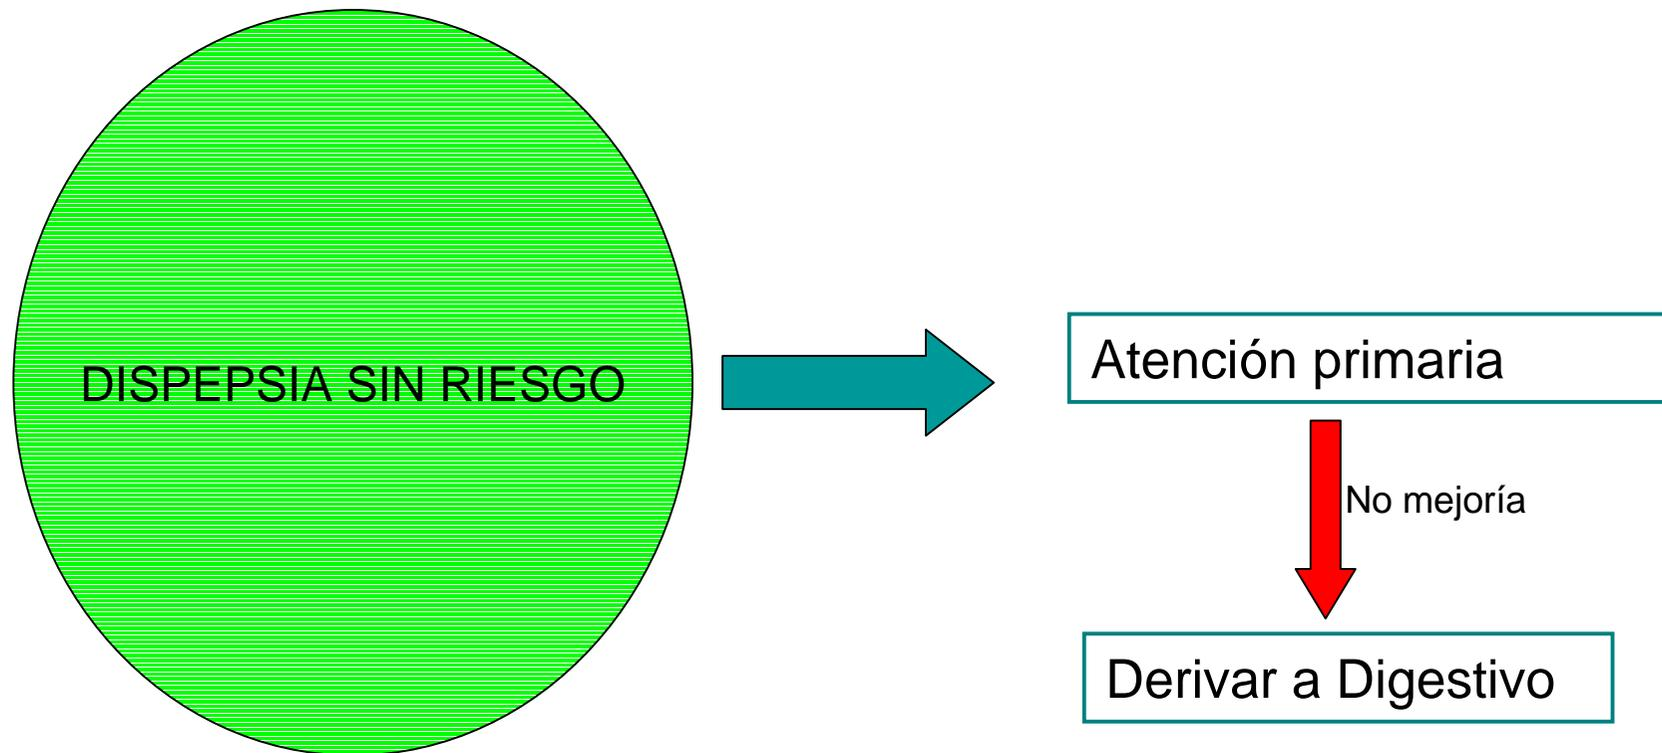 DISPEPSIA SIN RIESGO
Atención primaria
No mejoría
Derivar a Digestivo